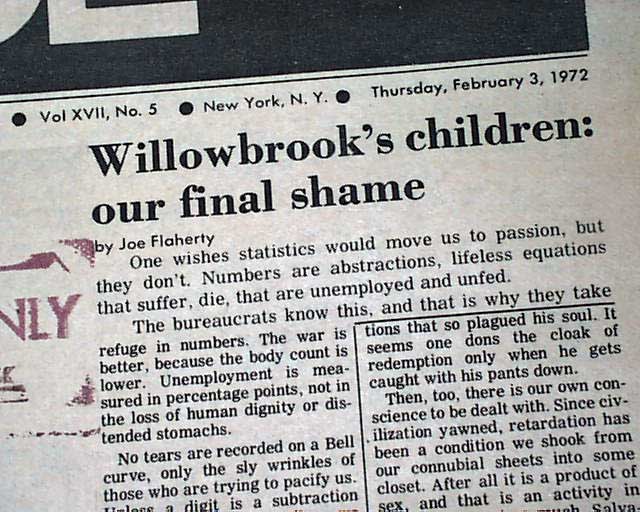 Vol XVII, No. 5 ● New York, N. Y. ● Thursday, February 3, 1972
Willowbrook's children:
our final shame
by Joe Flaherty
One wishes statistics would move us to passion, but
they don't. Numbers are abstractions, lifeless equations
that suffer, die, that are unemployed and unfed.
The bureaucrats know this, and that is why they take
refuge in numbers. The war is
better, because the body count is
lower. Unemployment is mea-
sured in percentage points, not in
the loss of human dignity or dis-
tended stomachs.
No tears are recorded on a Bell
curve, only the sly wrinkles of
those who are trying to pacify us.
Unless a digit is a subtraction
tions that so plagued his soul. It
seems one dons the cloak of
redemption only when he gets
caught with his pants down.
Then, too, there is our own con-
science to be dealt with. Since civ-
ilization yawned, retardation has
been a condition we shook from
our connubial sheets into some
closet. After all it is a product of
sex, and that is an activity in
NLY